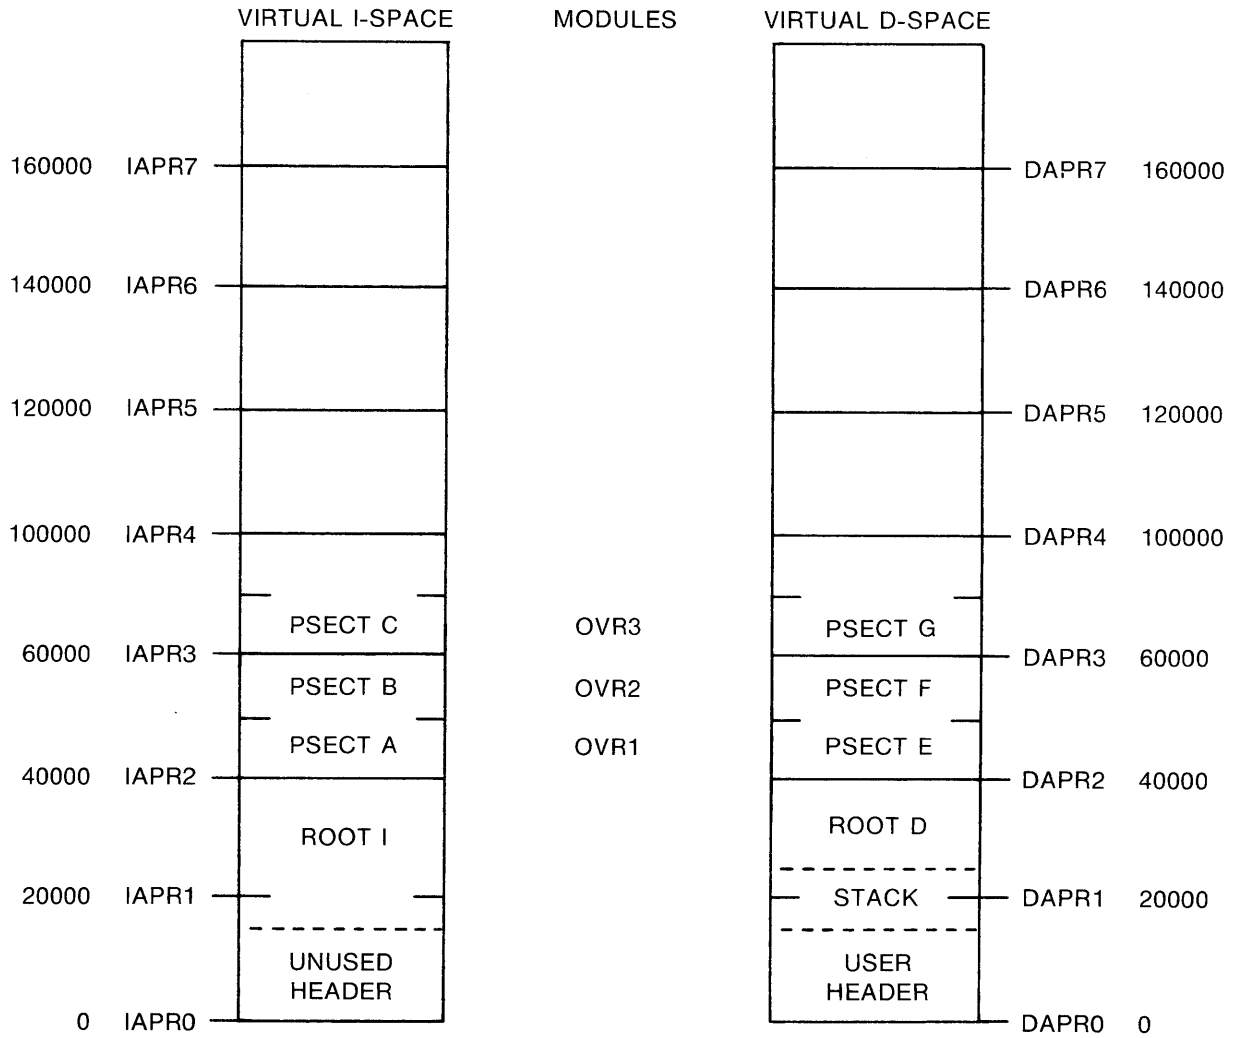 VIRTUAL I-SPACE MODULES VIRTUAL D-SPACE
160000 IAPR7 DAPR7 160000
140000 IAPR6 DAPR6 140000
120000 IAPR5 DAPR5 120000
100000 IAPR4 DAPR4 100000
PSECT C OVR3 PSECT G
60000 IAPR3 DAPR3 60000
PSECT B OVR2 PSECT F
PSECT A OVR1 PSECT E
40000 IAPR2 DAPR2 40000
ROOT I ROOT D
20000 IAPR1 STACK DAPR1 20000
UNUSED USER
HEADER HEADER
0 IAPR0 DAPR0 0